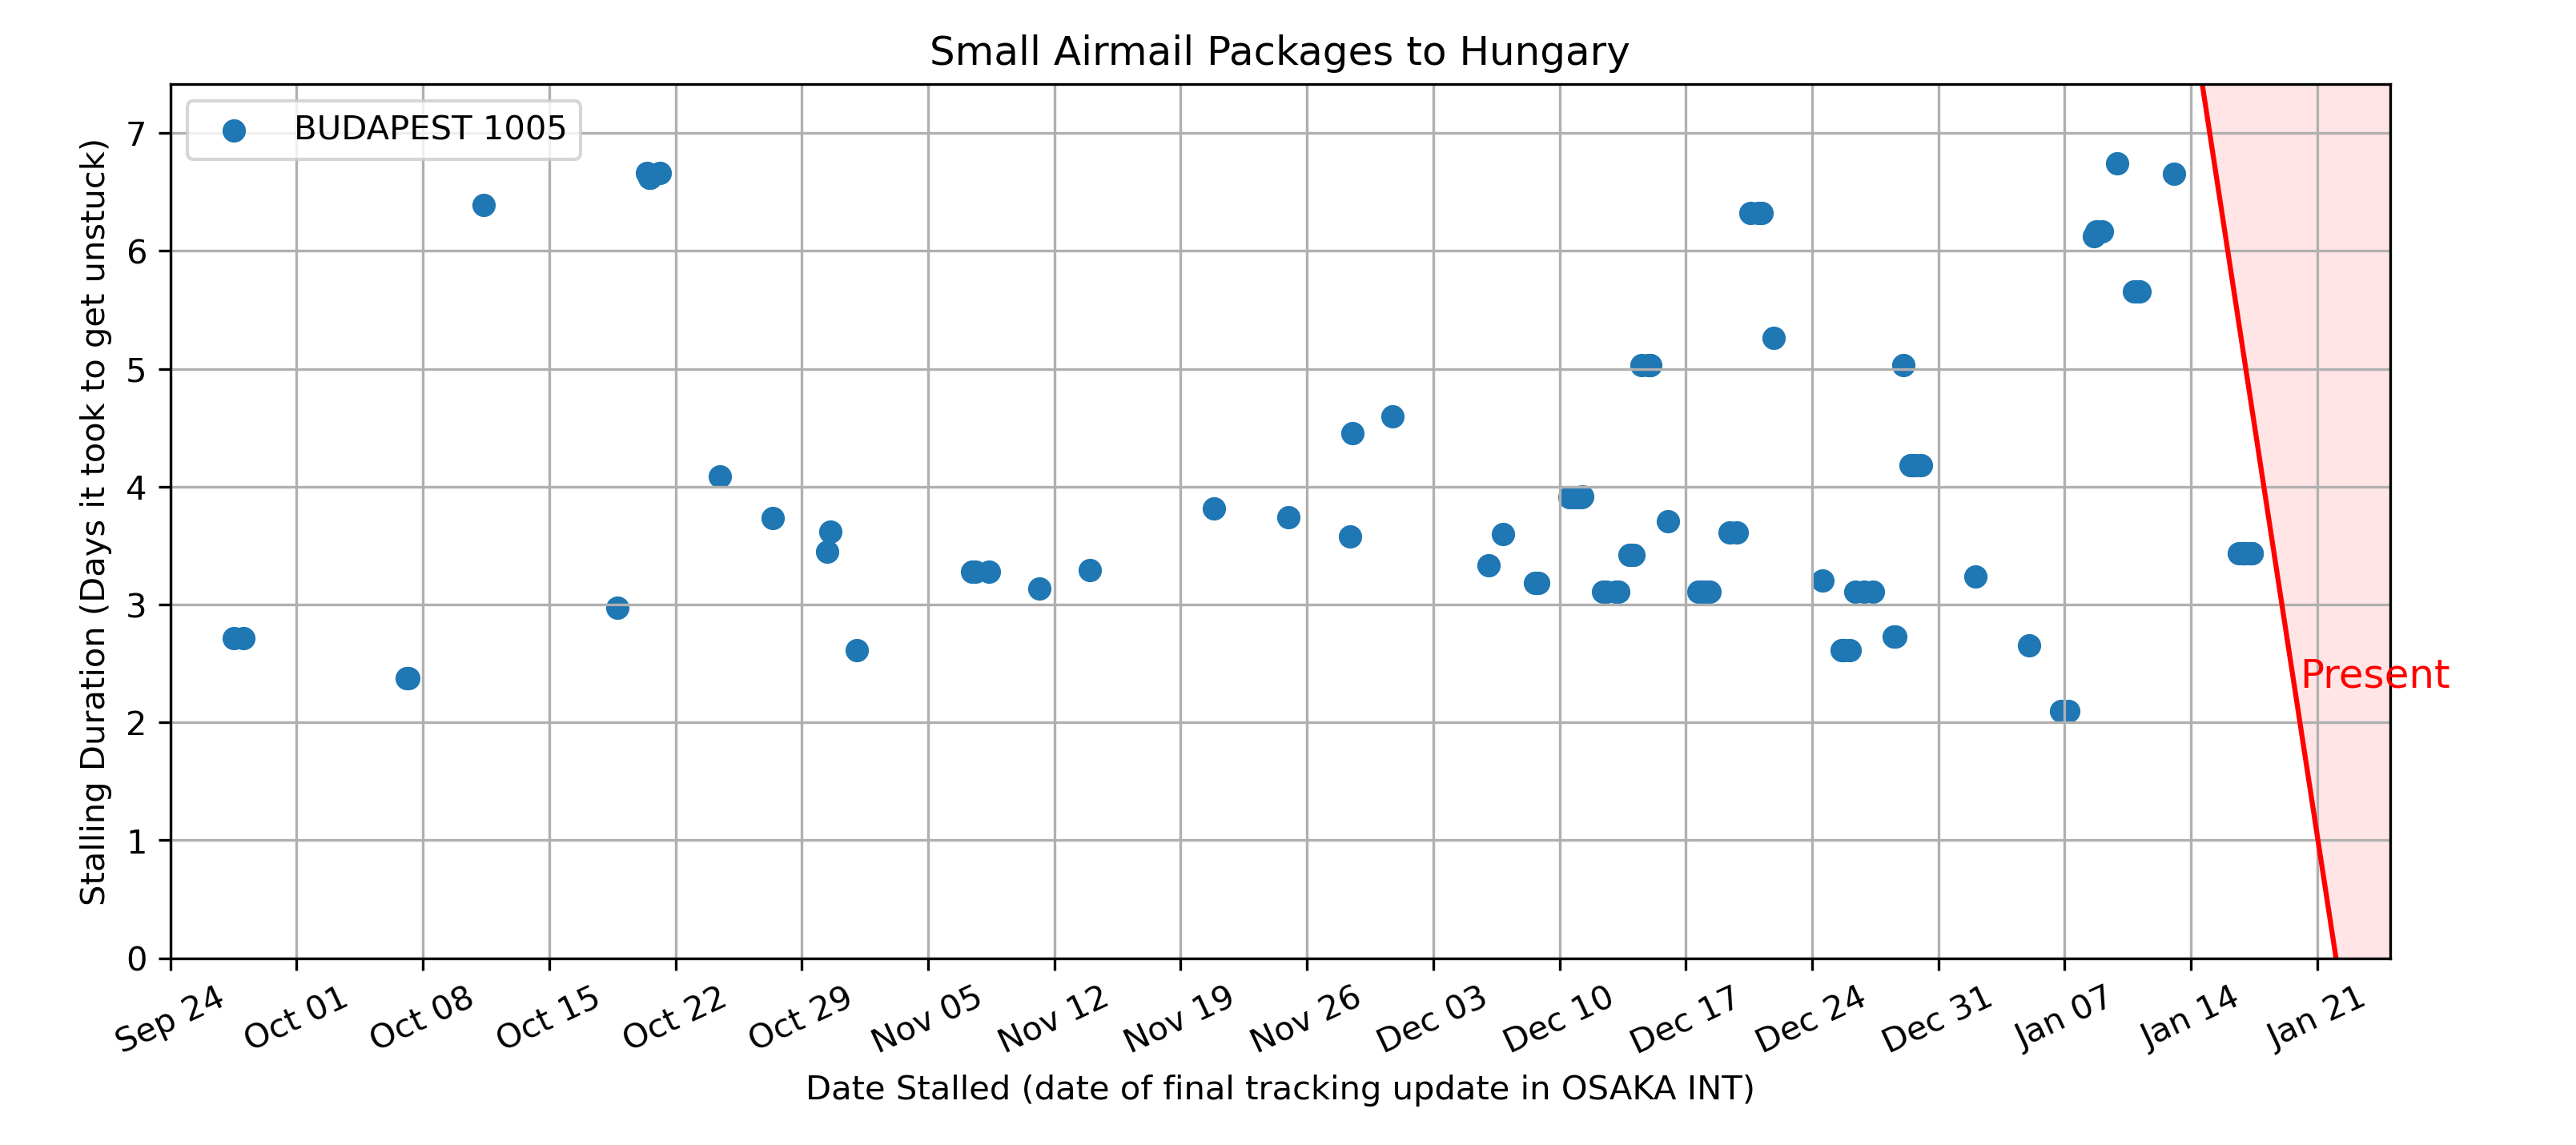 Small Airmail Packages to Hungary
BUDAPEST 1005
Stalling Duration (Days it took to get unstuck)
7
6
5
4
3
2
1
0
Present
Sep 24
Oct 01
Oct 08
Oct 15
Oct 22
Oct 29
Nov 05
Nov 12
Nov 19
Nov 26
Dec 03
Dec 10
Dec 17
Dec 24
Dec 31
Jan 07
Jan 14
Jan 21
Date Stalled (date of final tracking update in OSAKA INT)